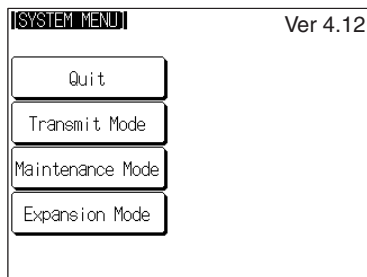 [SYSTEM MENU]
Ver 4.12
Quit
Transmit Mode
Maintenance Mode
Expansion Mode